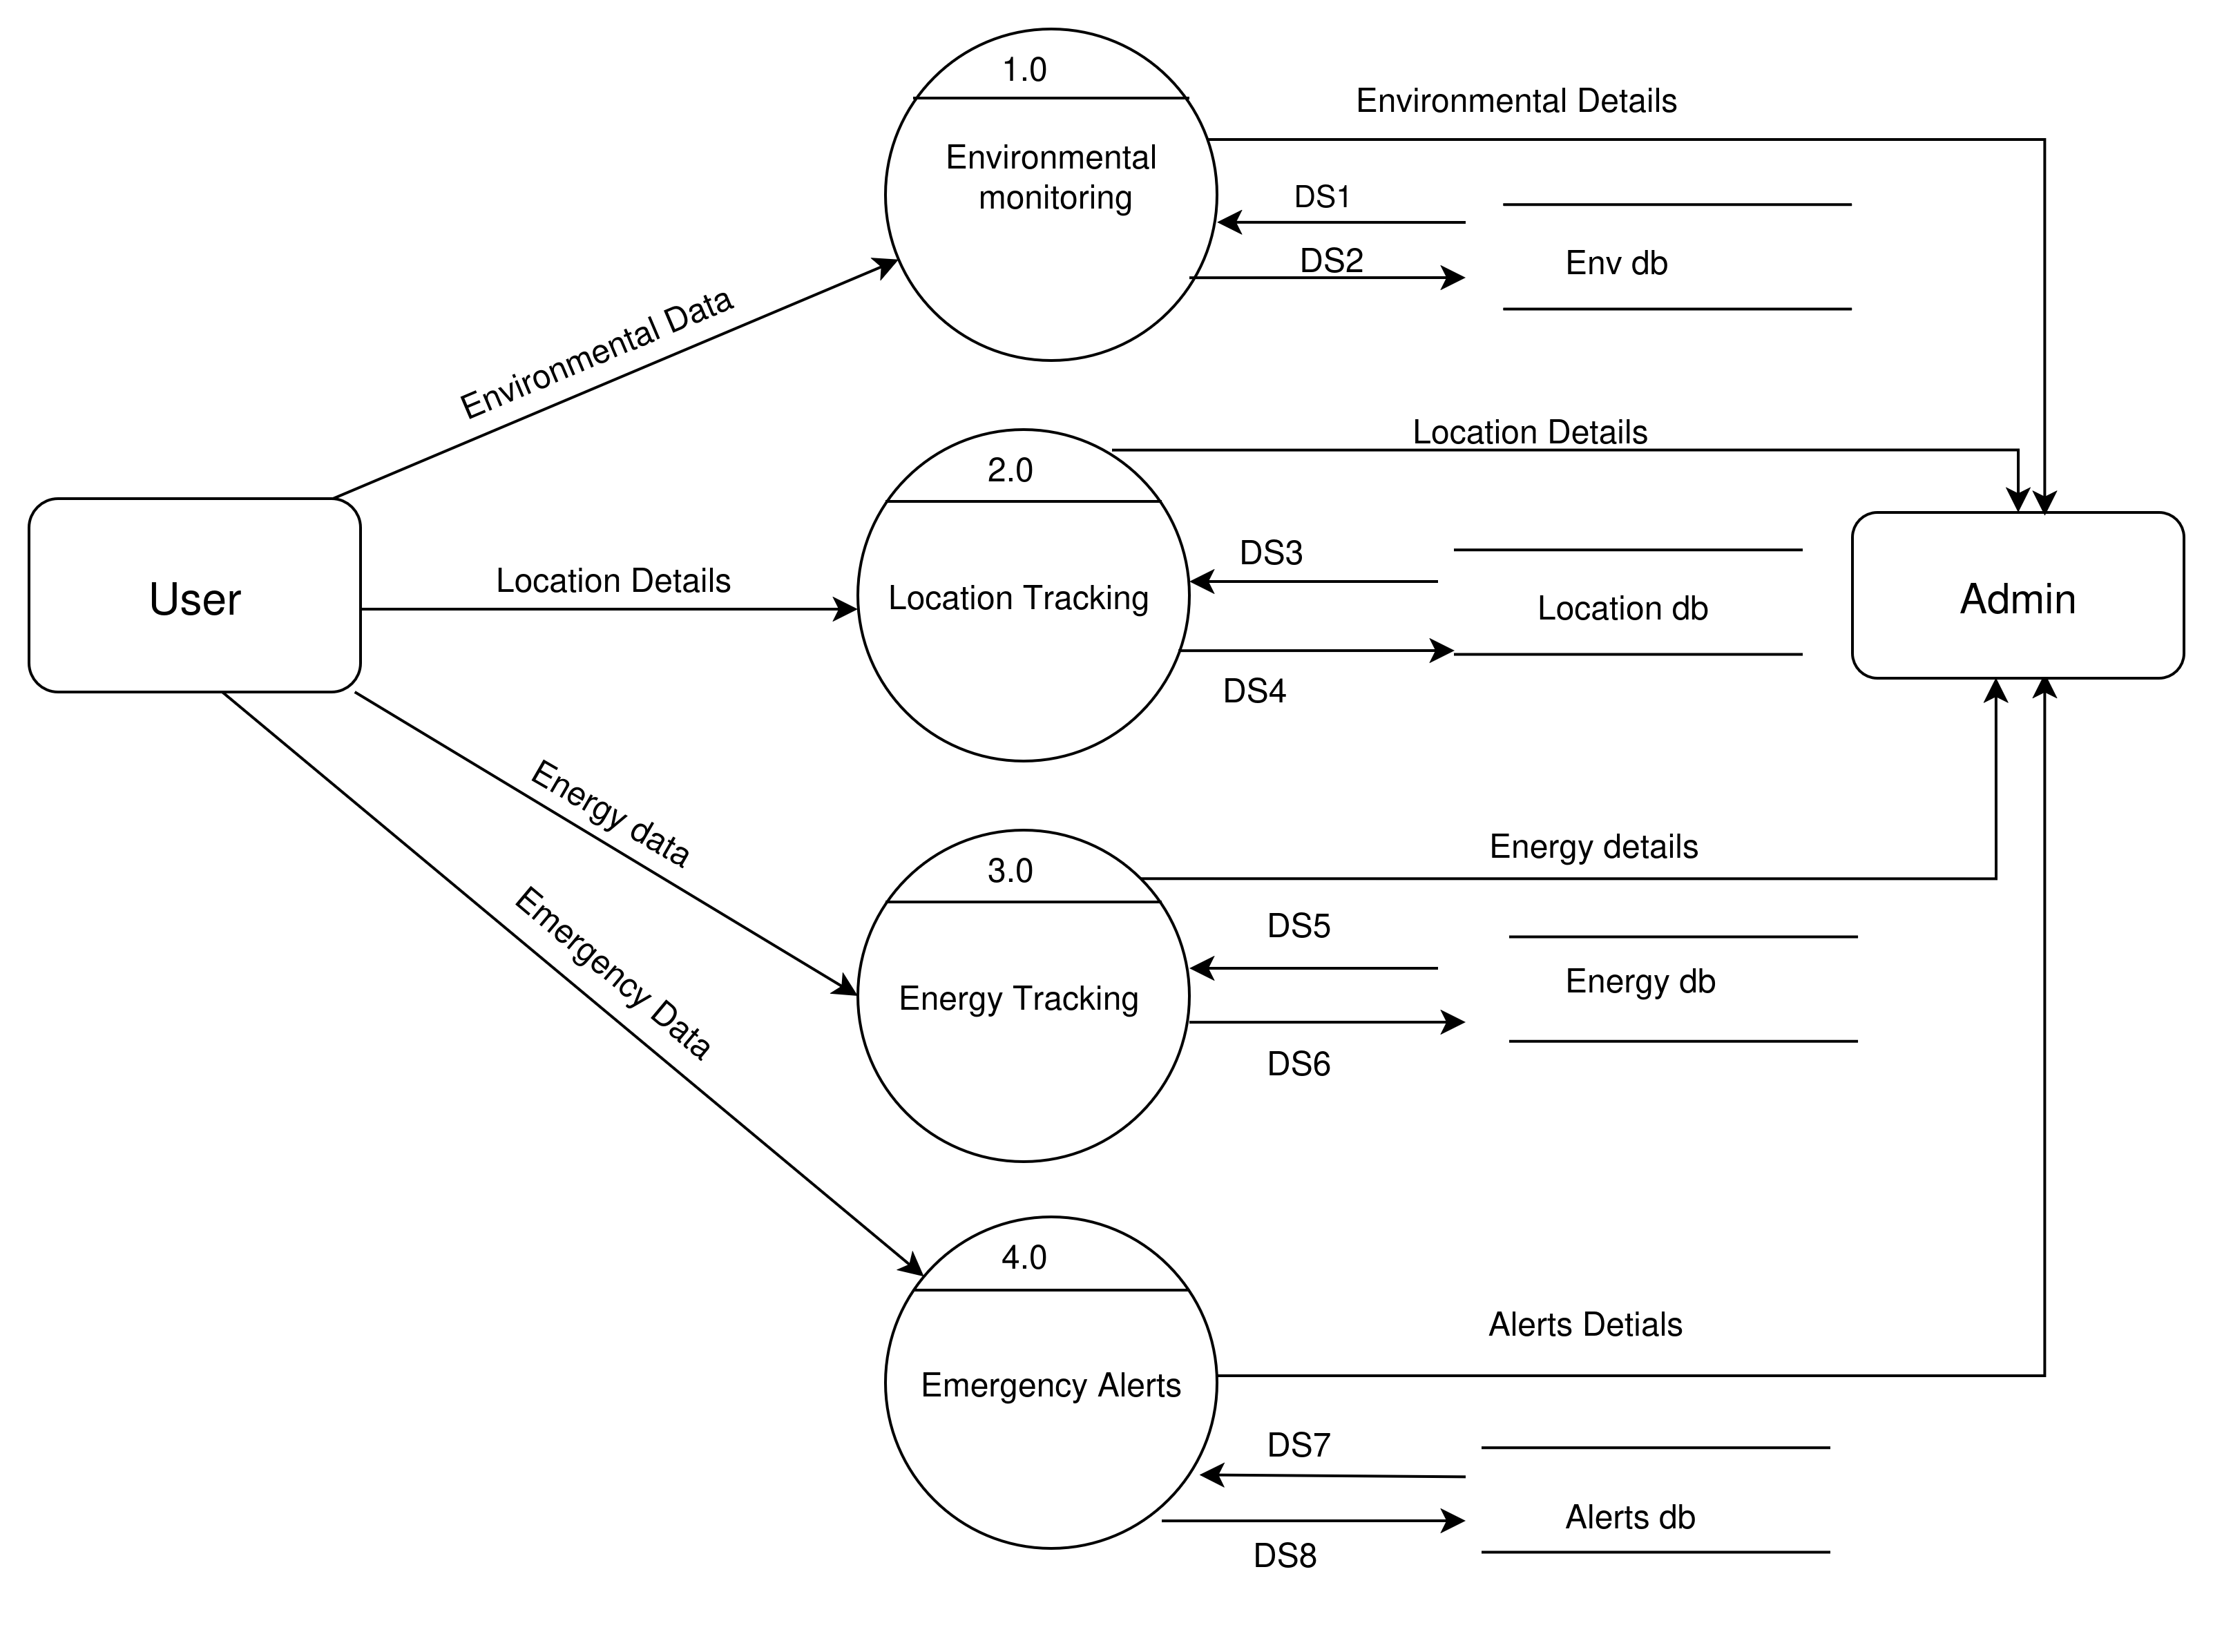 1.0
Environmental Details
Environmental
monitoring
DS1
DS2
Env db
Environmental Data
Location Details
2.0
DS3
User
Location Details
Location Tracking
Location db
Admin
DS4
Energy data
Energy details
3.0
DS5
Emergency Data
Energy Tracking
Energy db
DS6
4.0
Alerts Detials
Emergency Alerts
DS7
Alerts db
DS8